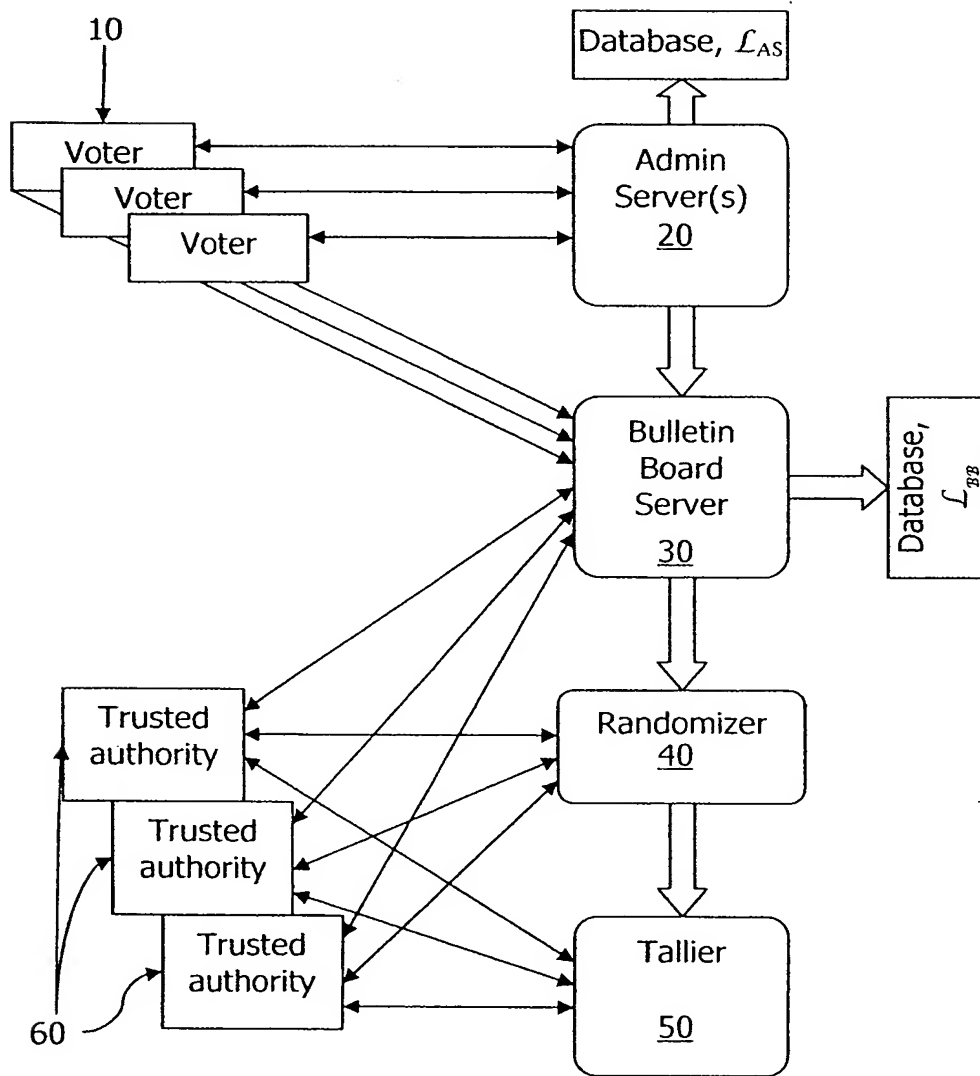 10
Database, ℒAS
Voter
Voter
Voter
Admin
Server(s)
20
Bulletin
Board
Server
30
Database,
ℒBB
Trusted
authority
Trusted
authority
Trusted
authority
60
Randomizer
40
Tallier
50